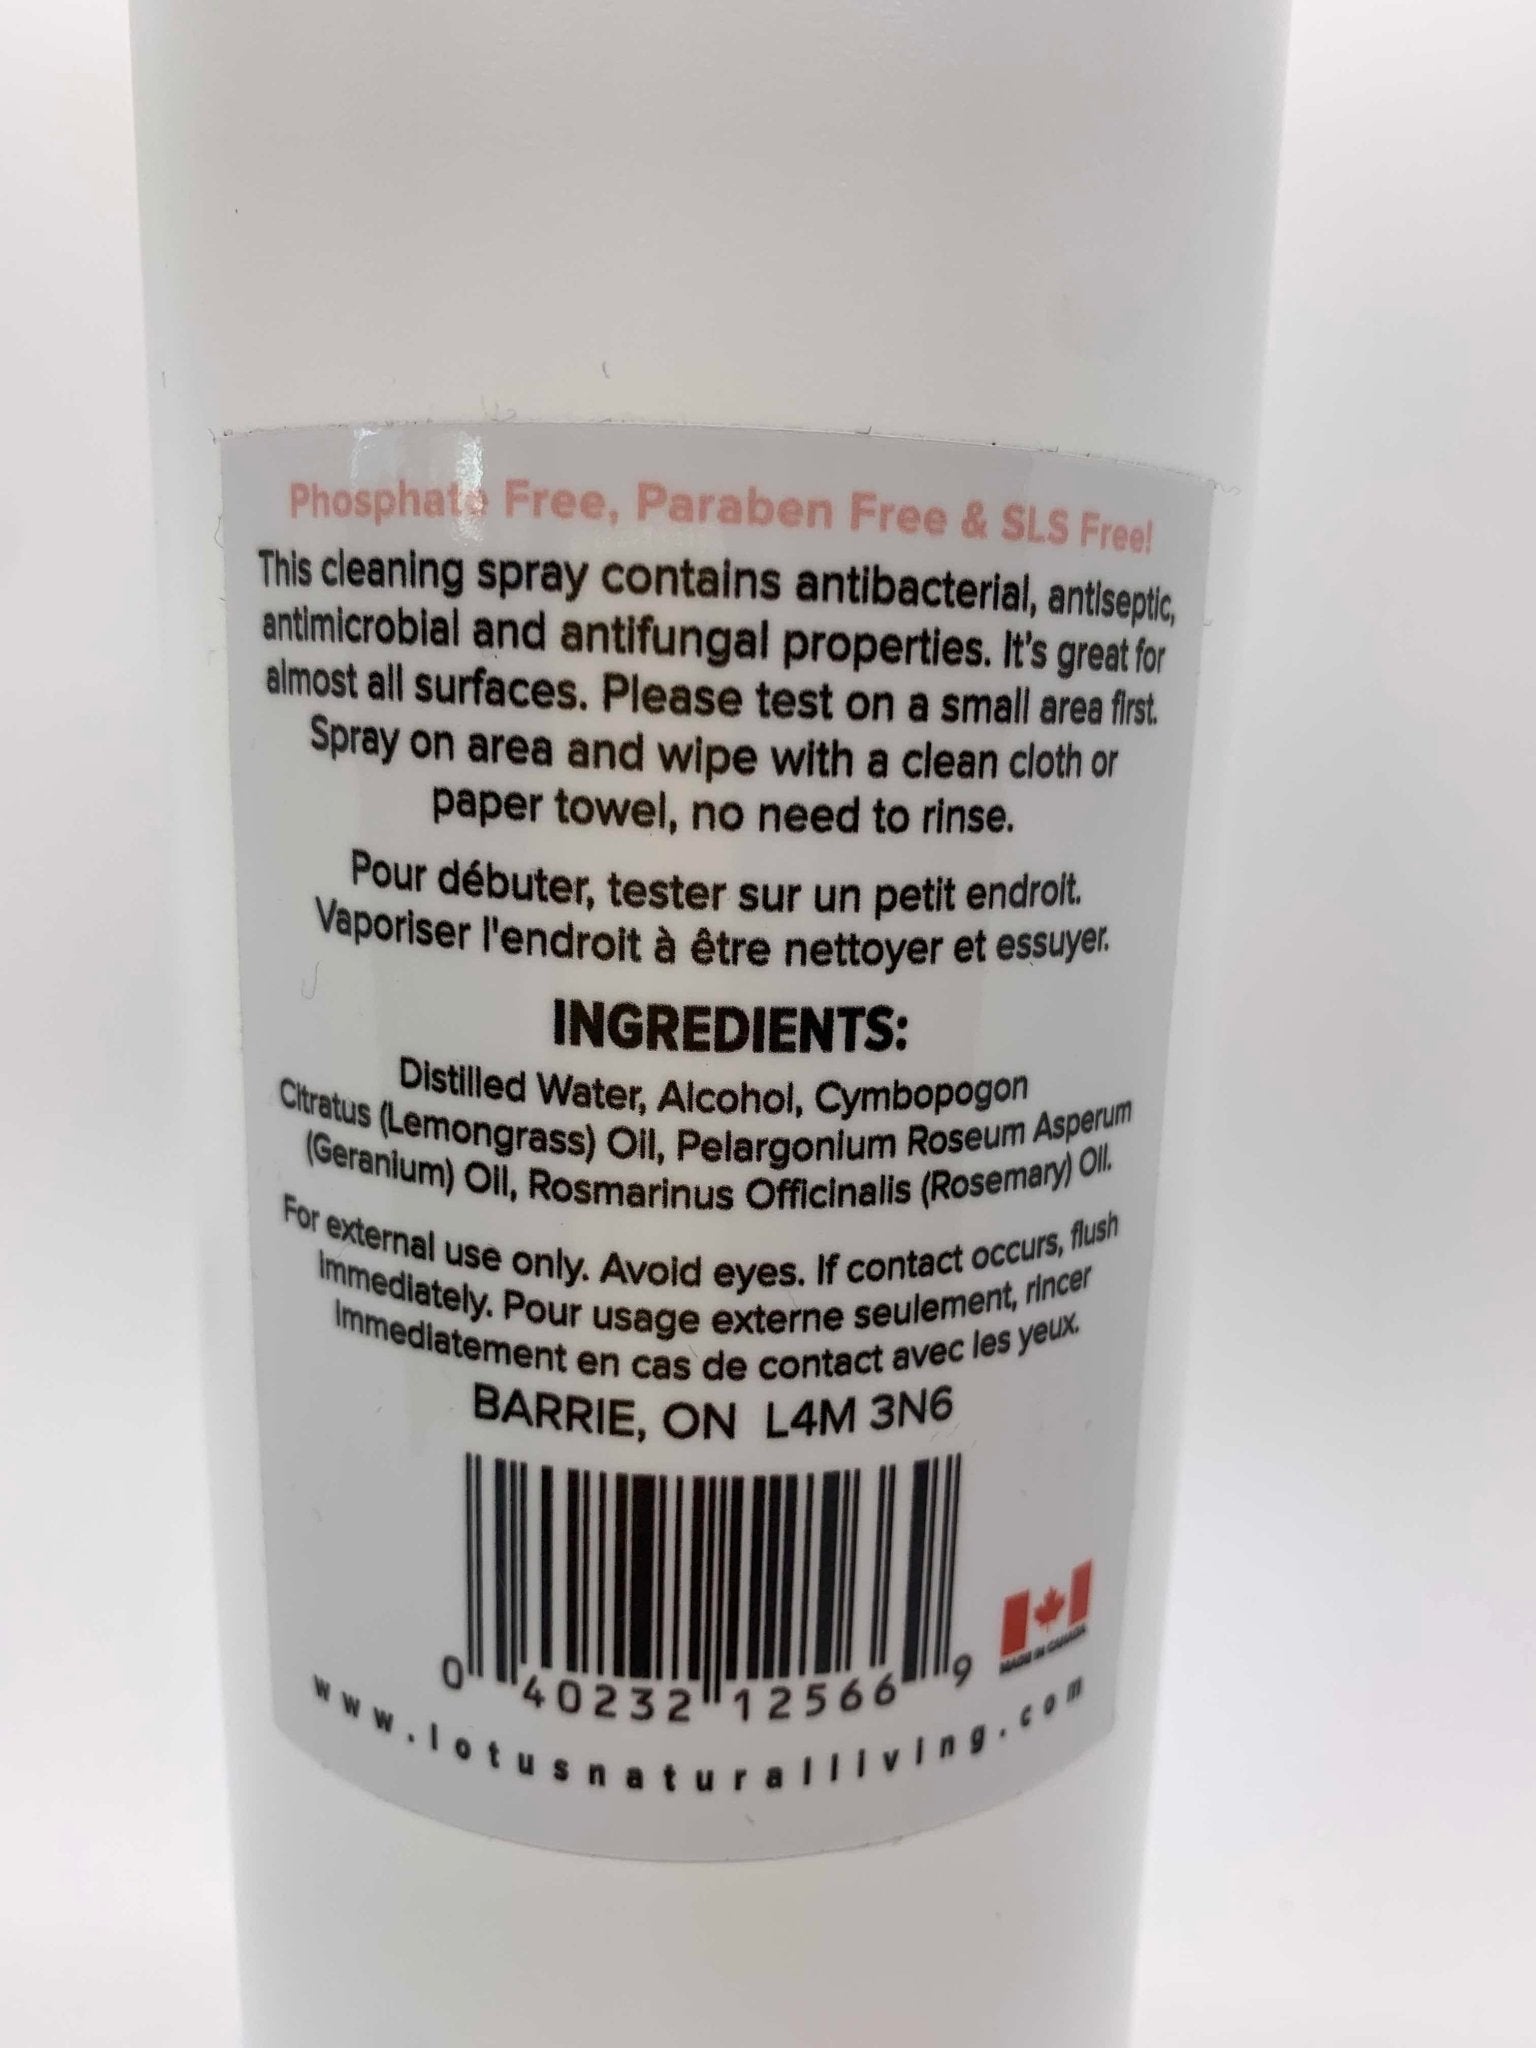 Phosphate Free, Paraben Free & SLS Free!
This cleaning spray contains antibacterial, antiseptic,
antimicrobial and antifungal properties. It's great for
almost all surfaces. Please test on a small area first.
Spray on area and wipe with a clean cloth or
paper towel, no need to rinse.
Pour débuter, tester sur un petit endroit.
Vaporiser l'endroit à être nettoyer et essuyer.
INGREDIENTS:
Distilled Water, Alcohol, Cymbopogon
Citratus (Lemongrass) Oil, Pelargonium Roseum Asperum
(Geranium) Oil, Rosmarinus Officinalis (Rosemary) Oil.
For external use only. Avoid eyes. If contact occurs, flush
immediately. Pour usage externe seulement, rincer
immediatement en cas de contact avec les yeux.
BARRIE, ON L4M 3N6
0 40232 12566 9
MADE IN CANADA
www.lotusnaturalliving.com